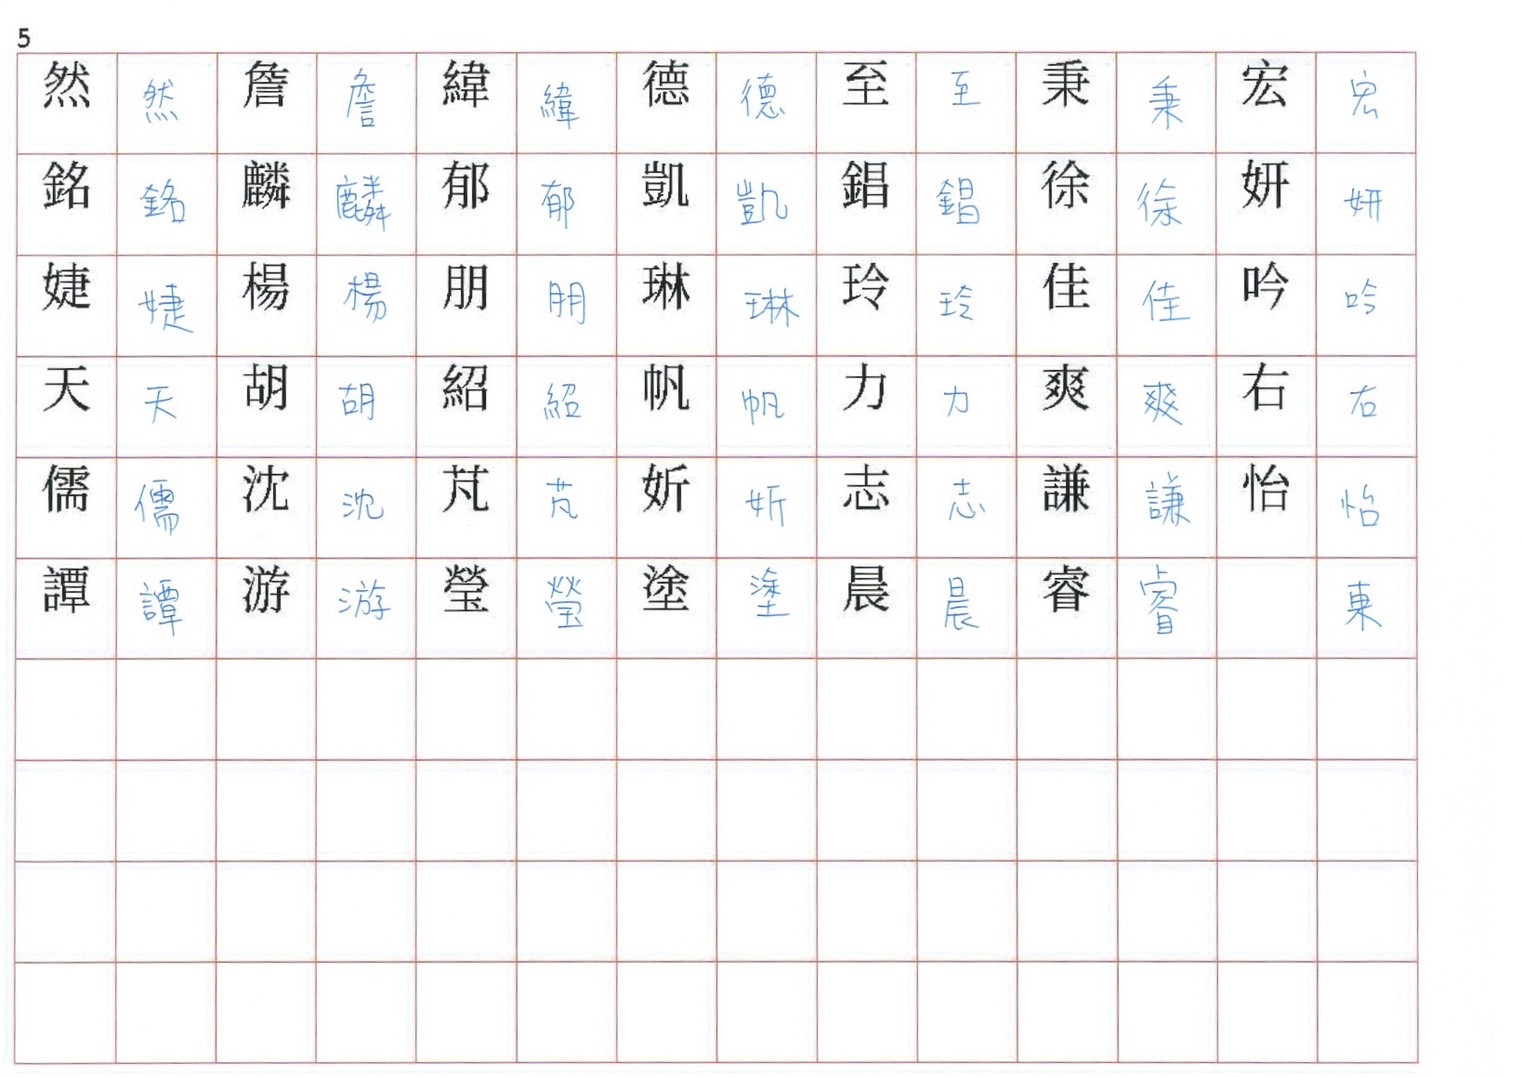 5
然 然 詹 詹 緯 緯 德 德 至 至 秉 秉 宏 宏
銘 銘 麟 麟 郁 郁 凱 凱 錩 錩 徐 徐 妍 妍
婕 婕 楊 楊 朋 朋 琳 琳 玲 玲 佳 佳 吟 吟
天 天 胡 胡 紹 紹 帆 帆 力 力 爽 爽 右 右
儒 儒 沈 沈 芃 芃 妡 妡 志 志 謙 謙 怡 怡
譚 譚 游 游 瑩 瑩 塗 塗 晨 晨 睿 睿 東